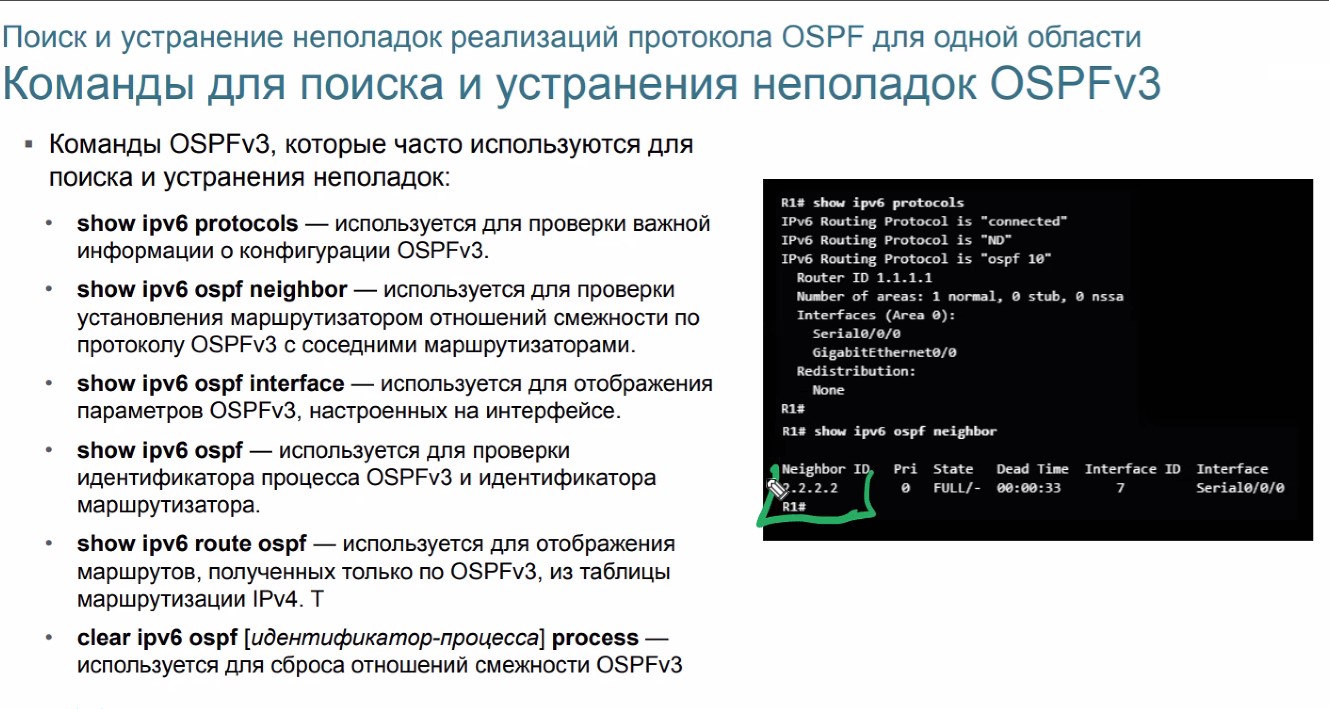 Поиск и устранение неполадок реализаций протокола OSPF для одной области
Команды для поиска и устранения неполадок OSPFv3
▪ Команды OSPFv3, которые часто используются для
поиска и устранения неполадок:
• show ipv6 protocols — используется для проверки важной
информации о конфигурации OSPFv3.
• show ipv6 ospf neighbor — используется для проверки
установления маршрутизатором отношений смежности по
протоколу OSPFv3 с соседними маршрутизаторами.
• show ipv6 ospf interface — используется для отображения
параметров OSPFv3, настроенных на интерфейсе.
• show ipv6 ospf — используется для проверки
идентификатора процесса OSPFv3 и идентификатора
маршрутизатора.
• show ipv6 route ospf — используется для отображения
маршрутов, полученных только по OSPFv3, из таблицы
маршрутизации IPv4. T
• clear ipv6 ospf [идентификатор-процесса] process —
используется для сброса отношений смежности OSPFv3
R1# show ipv6 protocols
IPv6 Routing Protocol is "connected"
IPv6 Routing Protocol is "ND"
IPv6 Routing Protocol is "ospf 10"
Router ID 1.1.1.1
Number of areas: 1 normal, 0 stub, 0 nssa
Interfaces (Area 0):
Serial0/0/0
GigabitEthernet0/0
Redistribution:
None
R1#
R1# show ipv6 ospf neighbor
Neighbor ID Pri State Dead Time Interface ID Interface
2.2.2.2 0 FULL/- 00:00:33 7 Serial0/0/0
R1#